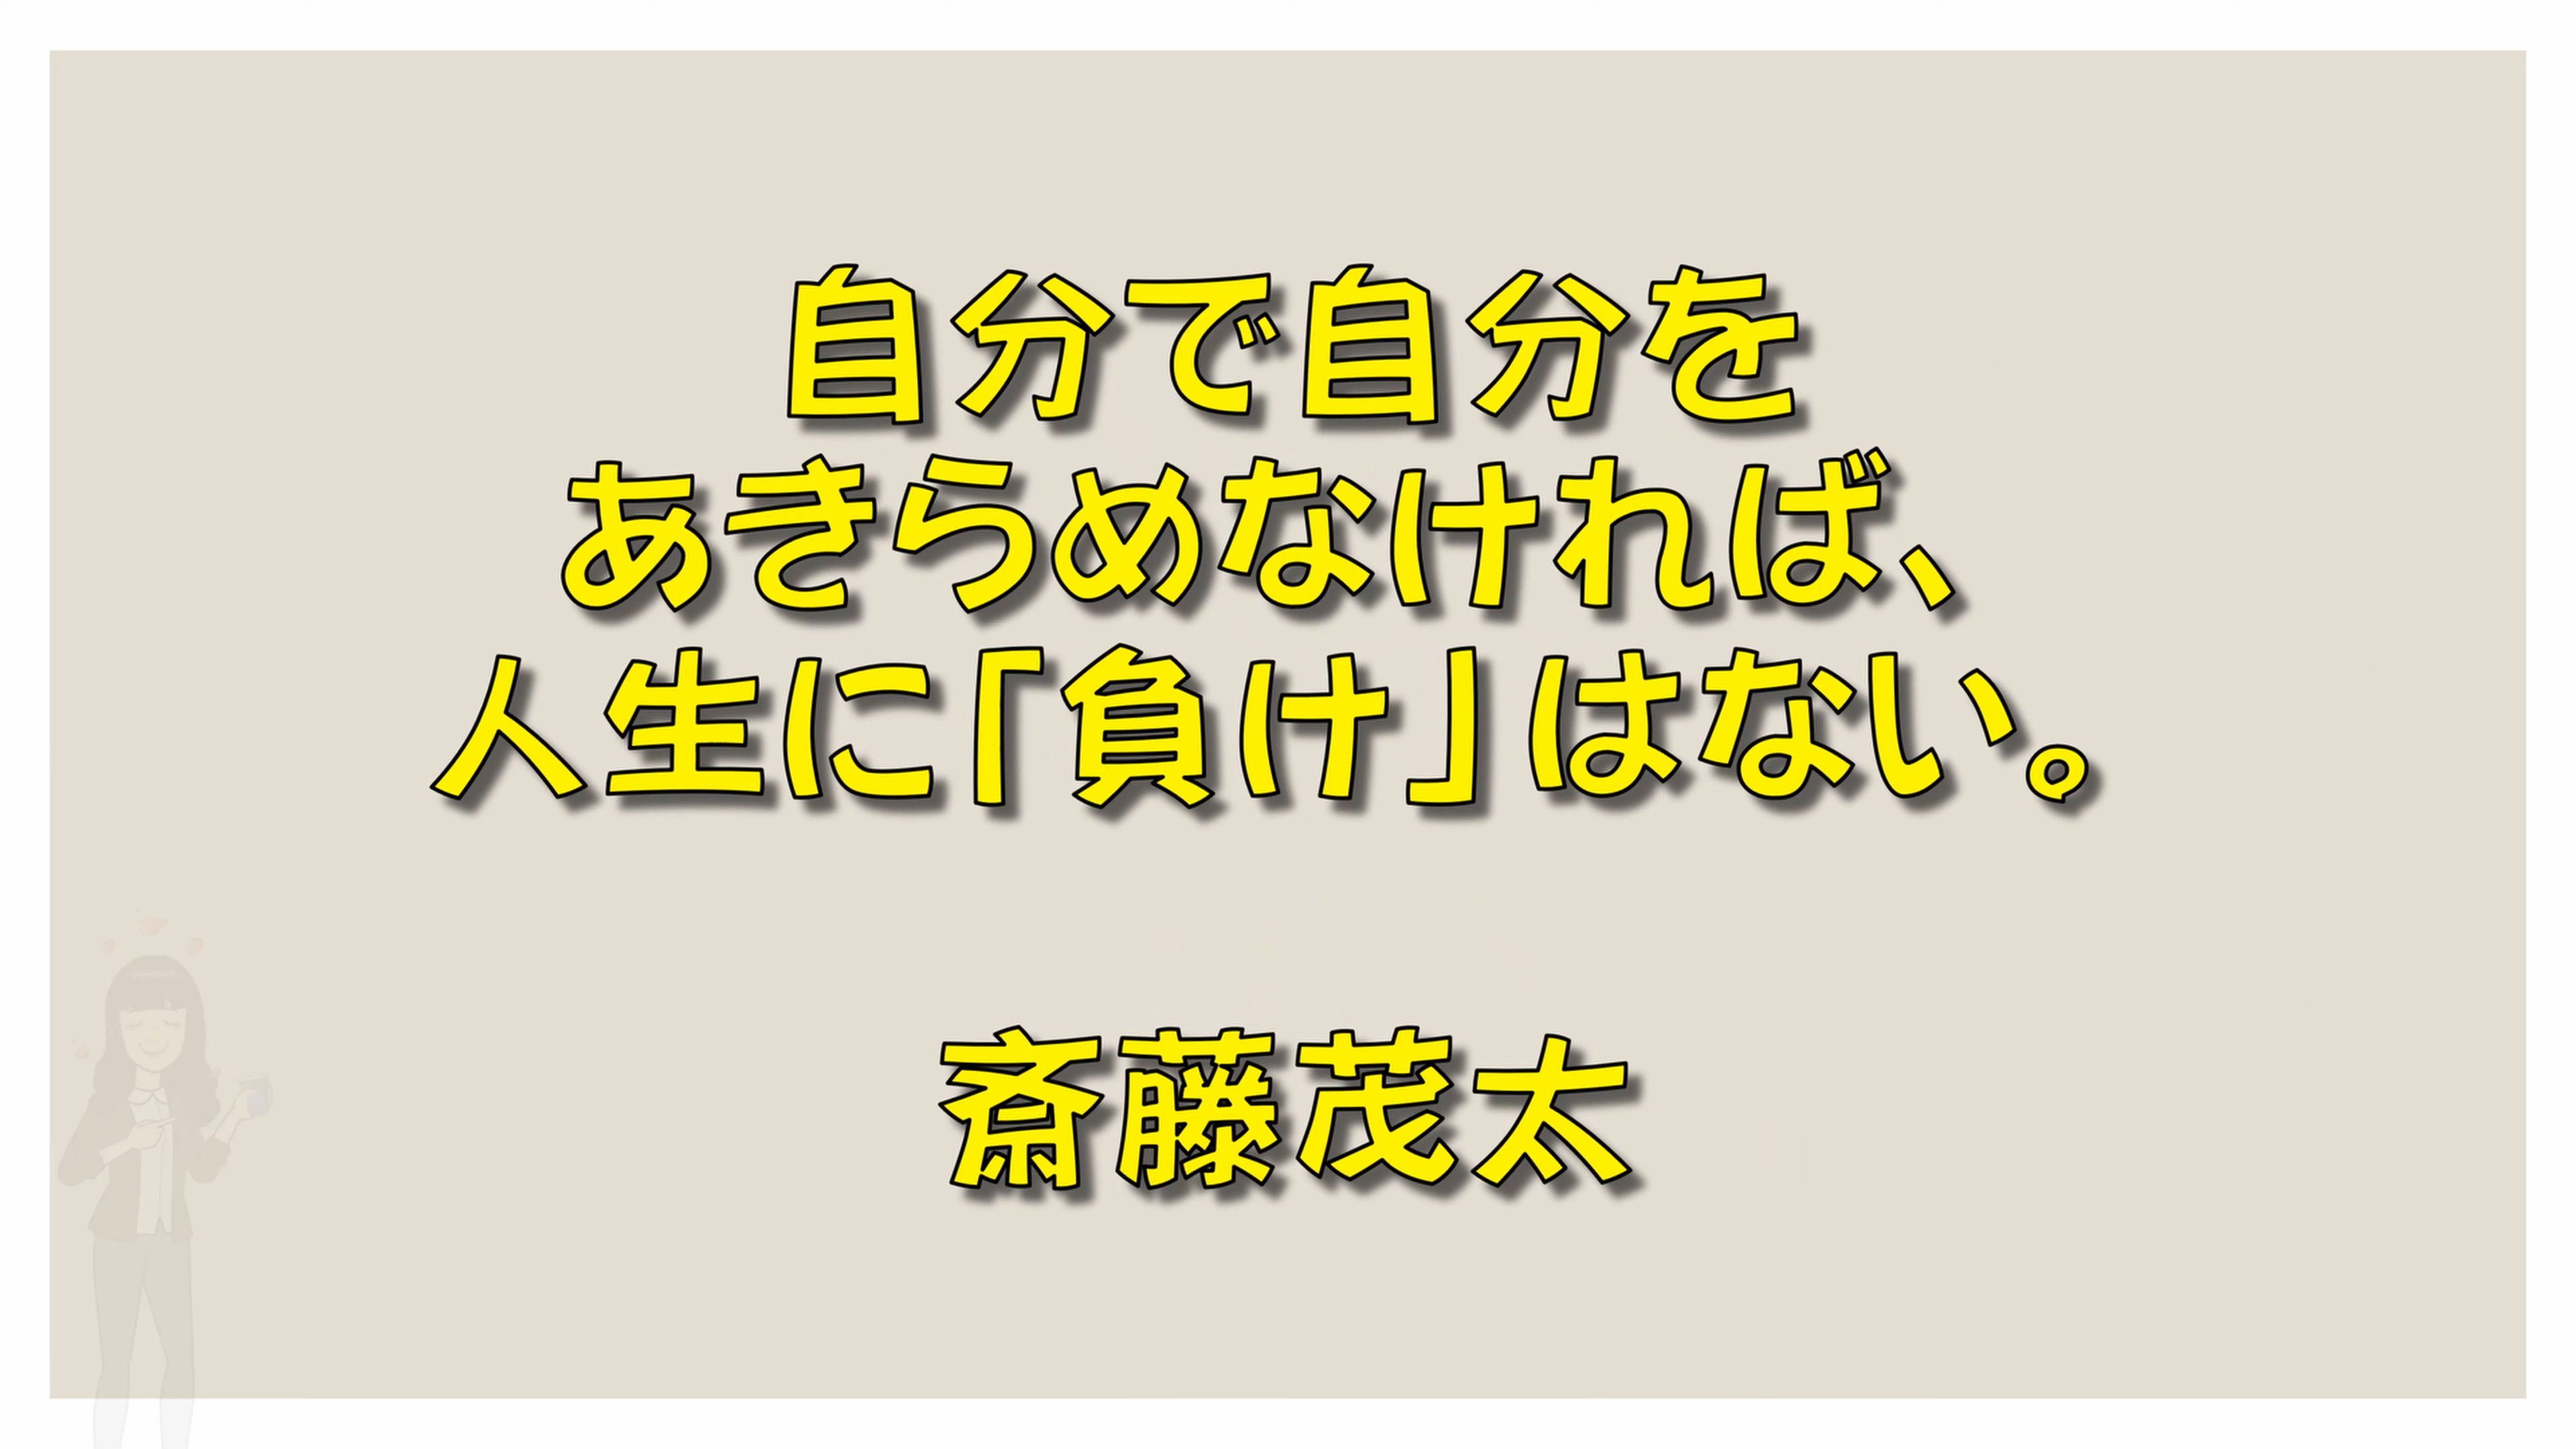 自分で自分を
あきらめなければ、
人生に「負け」はない。
斎藤茂太